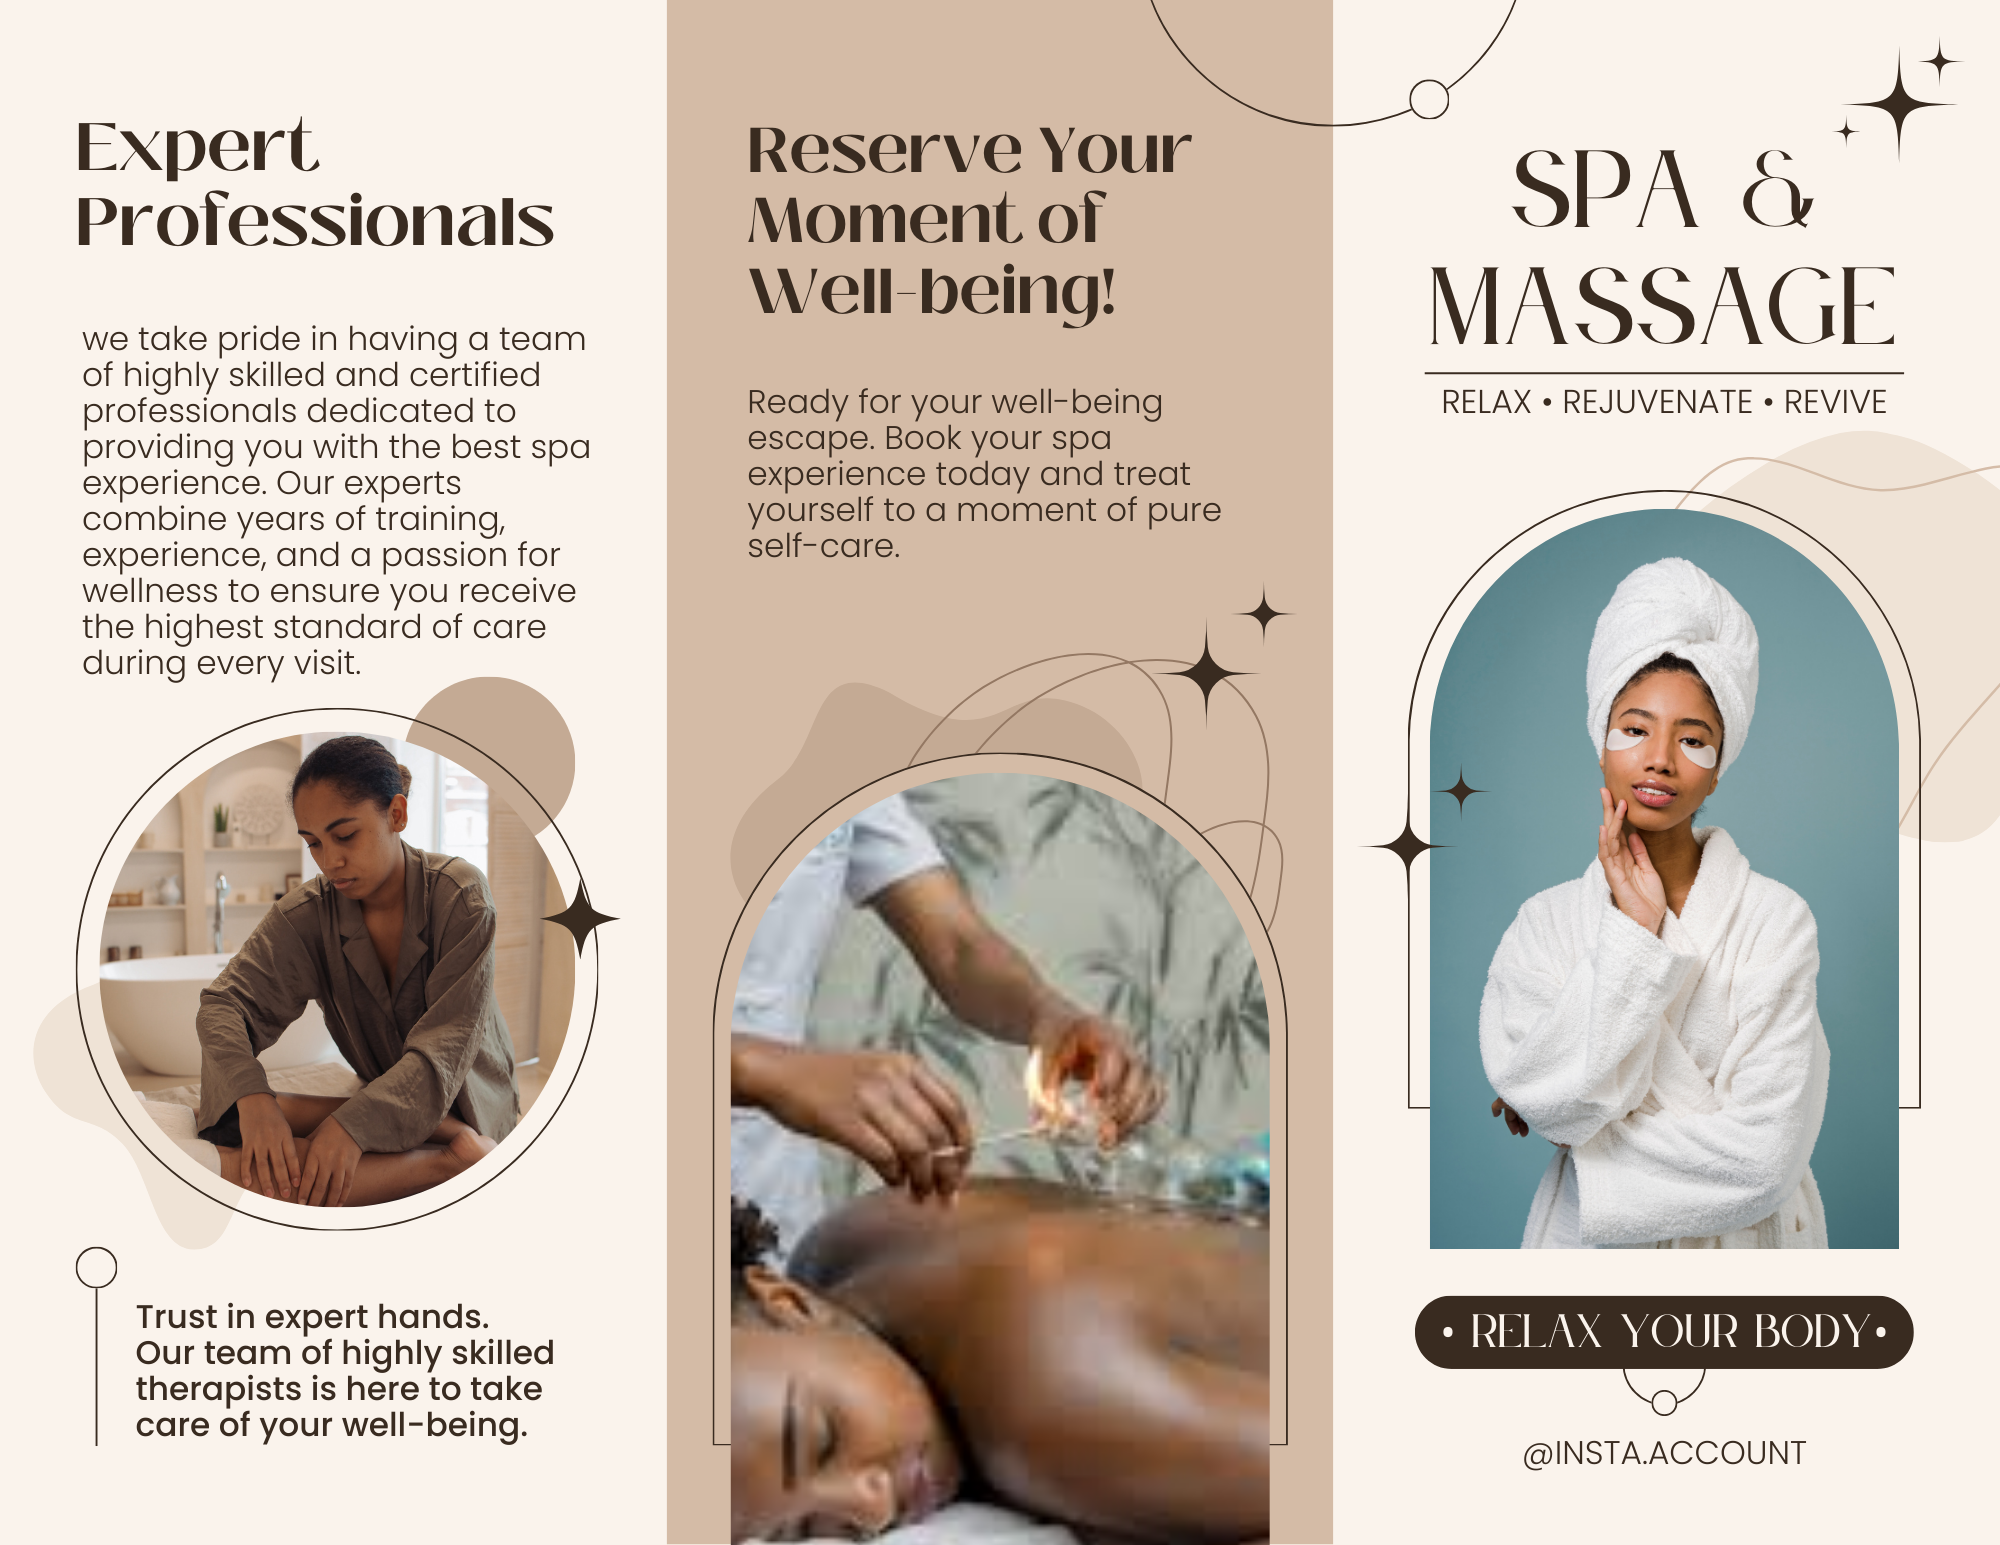 Expert
Professionals
we take pride in having a team
of highly skilled and certified
professionals dedicated to
providing you with the best spa
experience. Our experts
combine years of training,
experience, and a passion for
wellness to ensure you receive
the highest standard of care
during every visit.
Trust in expert hands.
Our team of highly skilled
therapists is here to take
care of your well-being.
Reserve Your
Moment of
Well-being!
Ready for your well-being
escape. Book your spa
experience today and treat
yourself to a moment of pure
self-care.
SPA &
MASSAGE
RELAX • REJUVENATE • REVIVE
• RELAX YOUR BODY•
@INSTA.ACCOUNT